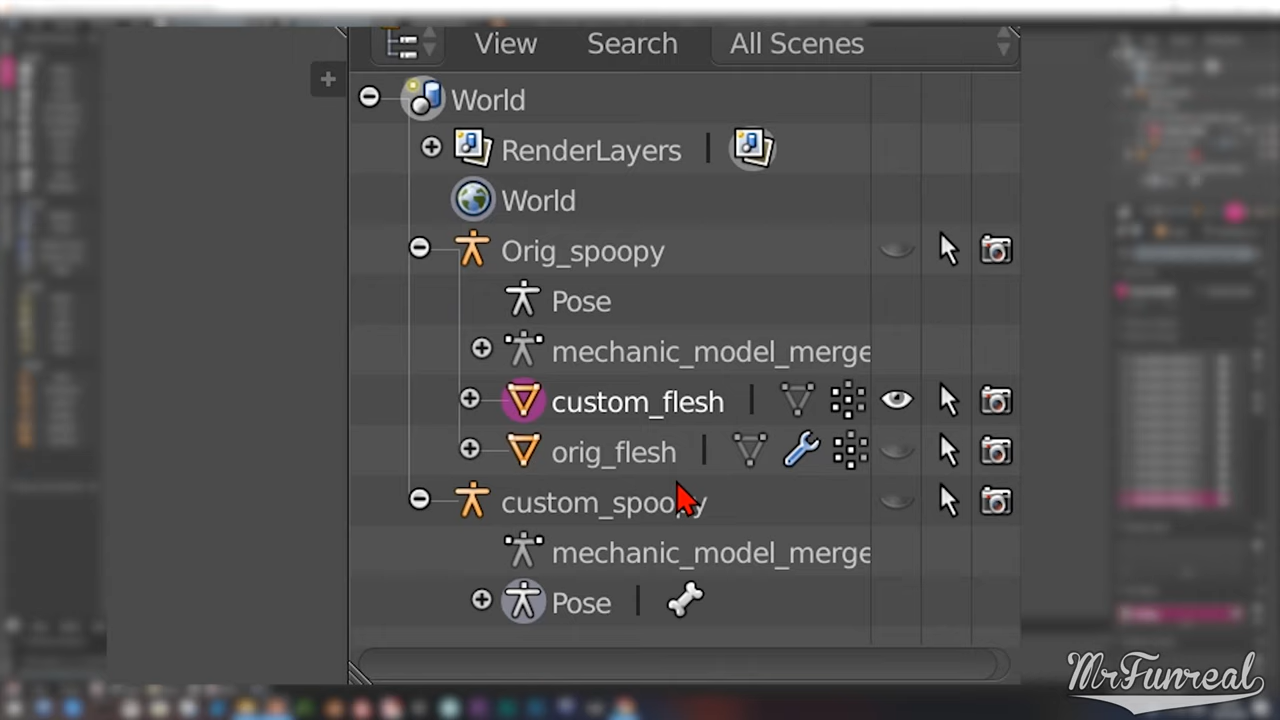 View Search All Scenes
World
RenderLayers
World
Orig_spoopy
Pose
mechanic_model_merge
custom_flesh
orig_flesh
custom_spoopy
mechanic_model_merge
Pose
MrFunreal